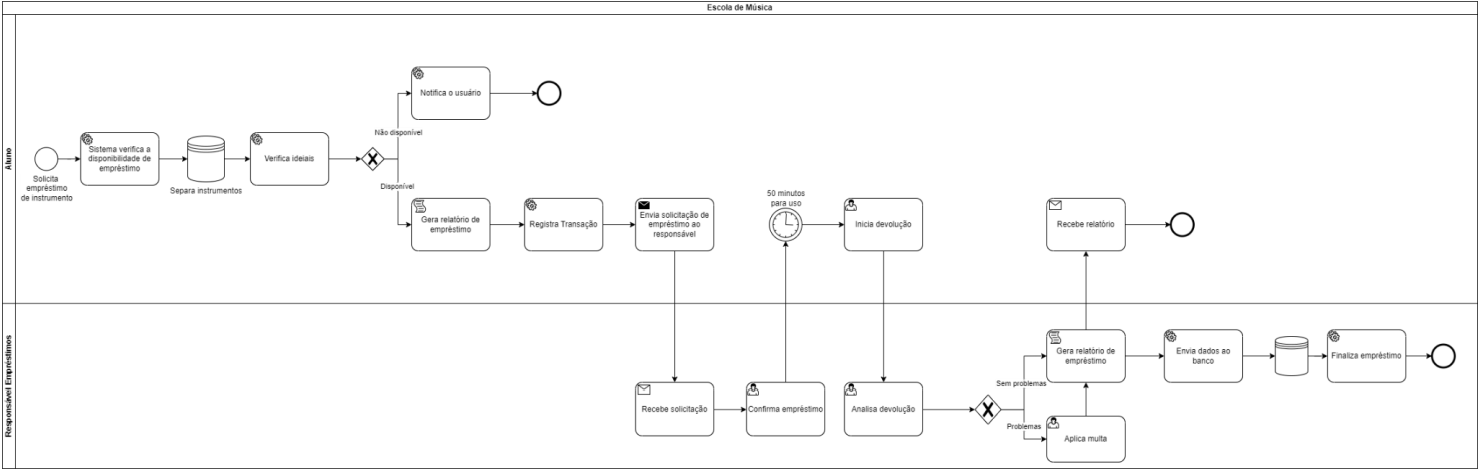 Escola de Música
Aluno
Solicita
empréstimo
de instrumento
Sistema verifica a
disponibilidade de
empréstimo
Separa instrumentos
Verifica ideiais
Não disponível
Disponível
Notifica o usuário
Gera relatório de
empréstimo
Registra Transação
Envia solicitação de
empréstimo ao
responsável
50 minutos
para uso
Inicia devolução
Recebe relatório
Responsável Empréstimos
Recebe solicitação
Confirma empréstimo
Analisa devolução
Sem problemas
Problemas
Gera relatório de
empréstimo
Aplica multa
Envia dados ao
banco
Finaliza empréstimo